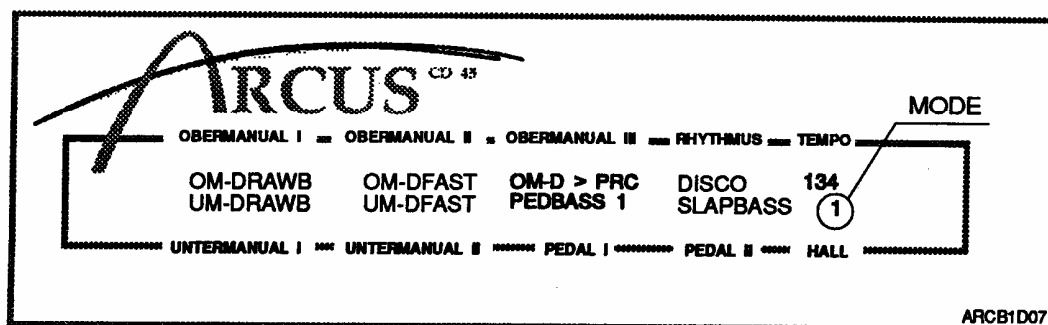 ARCUS CD 45
MODE
OBERMANUAL I OBERMANUAL II OBERMANUAL III RHYTHMUS TEMPO
OM-DRAWB OM-DFAST OM-D > PRC DISCO 134
UM-DRAWB UM-DFAST PEDBASS 1 SLAPBASS 1
UNTERMANUAL I UNTERMANUAL II PEDAL I PEDAL II HALL
ARCB1D07